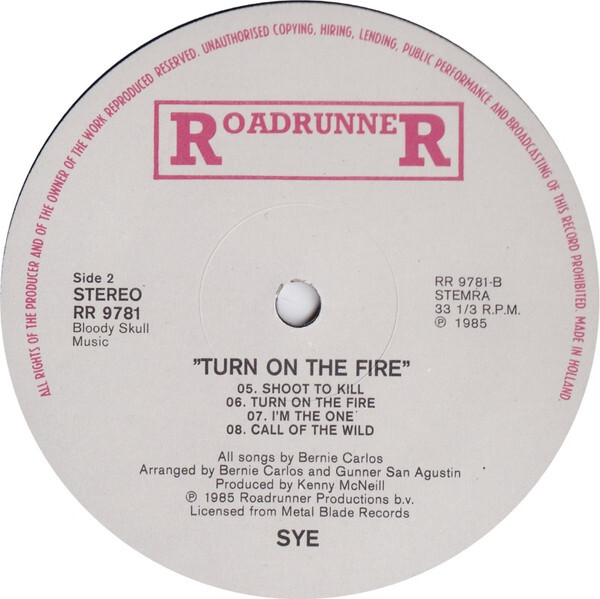 ALL RIGHTS OF THE PRODUCER AND OF THE OWNER OF THE WORK REPRODUCED RESERVED. UNAUTHORISED COPYING, HIRING, LENDING, PUBLIC PERFORMANCE AND BROADCASTING OF THIS RECORD PROHIBITED. MADE IN HOLLAND.
ROADRUNNER
Side 2
STEREO
RR 9781
Bloody Skull
Music
RR 9781-B
STEMRA
33 1/3 R.P.M.
℗ 1985
"TURN ON THE FIRE"
05. SHOOT TO KILL
06. TURN ON THE FIRE
07. I'M THE ONE
08. CALL OF THE WILD
All songs by Bernie Carlos
Arranged by Bernie Carlos and Gunner San Agustin
Produced by Kenny McNeill
℗ 1985 Roadrunner Productions b.v.
Licensed from Metal Blade Records
SYE